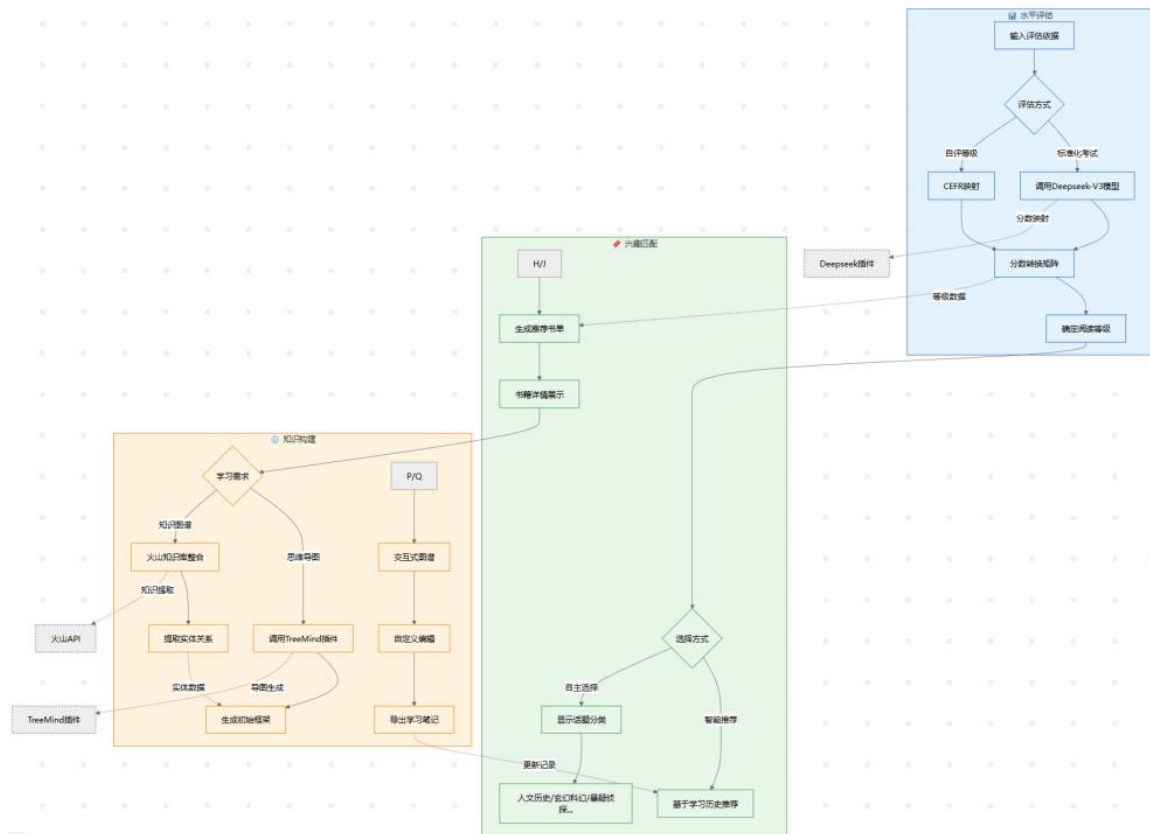 水平评估
输入评估依据
评估方式
自评等级
标准化考试
CEFR映射
调用Deepseek-V3模型
分数映射
Deepseek插件
分数转换矩阵
等级数据
确定阅读等级
兴趣匹配
H/J
生成推荐书单
书籍详情展示
选择方式
自主选择
智能推荐
显示话题分类
更新记录
人文历史/玄幻科幻/悬疑侦
探...
基于学习历史推荐
知识构建
学习需求
P/Q
知识图谱
思维导图
火山知识库整合
交互式图谱
知识提取
火山API
提取实体关系
调用TreeMind插件
自定义编辑
实体数据
导图生成
TreeMind插件
生成初始框架
导出学习笔记